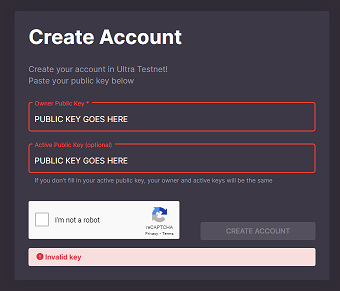 Create Account
Create your account in Ultra Testnet!
Paste your public key below
Owner Public Key *
PUBLIC KEY GOES HERE
Active Public Key (optional)
PUBLIC KEY GOES HERE
If you don't fill in your active public key, your owner and active keys will be the same
I'm not a robot
reCAPTCHA
Privacy - Terms
CREATE ACCOUNT
Invalid key